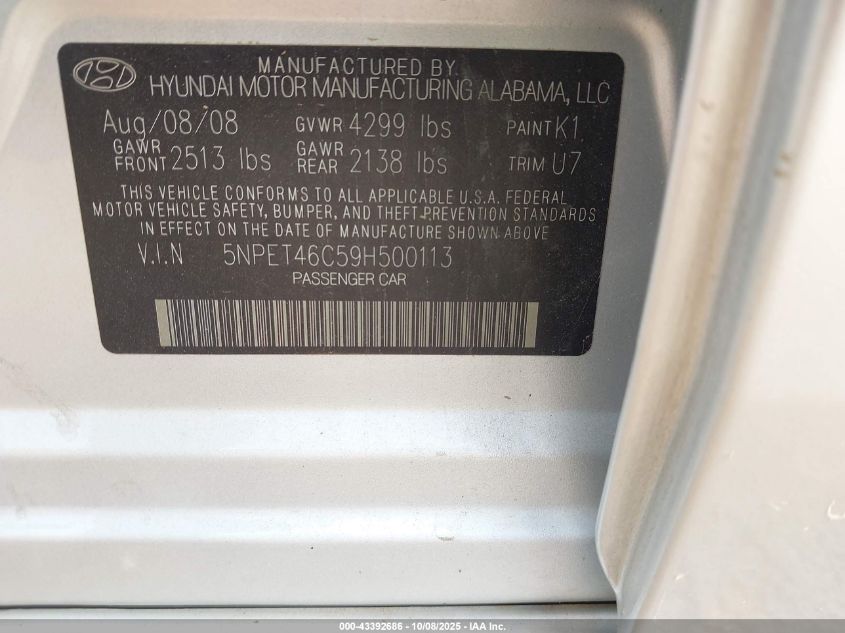 MANUFACTURED BY
HYUNDAI MOTOR MANUFACTURING ALABAMA, LLC
Aug/08/08 GVWR 4299 lbs PAINT K1
GAWR FRONT 2513 lbs GAWR REAR 2138 lbs TRIM U7
THIS VEHICLE CONFORMS TO ALL APPLICABLE U.S.A. FEDERAL
MOTOR VEHICLE SAFETY, BUMPER, AND THEFT PREVENTION STANDARDS
IN EFFECT ON THE DATE OF MANUFACTURE SHOWN ABOVE
V.I.N 5NPET46C59H500113
PASSENGER CAR
000-43392686 - 10/08/2025 - IAA Inc.